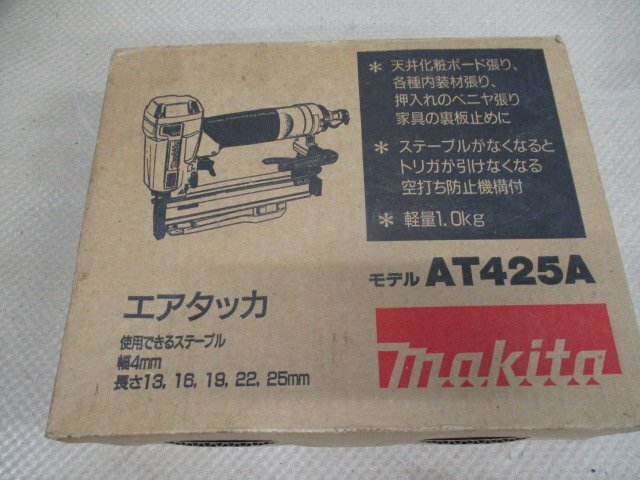 * 天井化粧ボード張り、
各種内装材張り、
押入れのベニヤ張り
家具の裏板止めに
* ステープルがなくなると
トリガが引けなくなる
空打ち防止機構付
* 軽量1.0kg
モデル AT425A
エアタッカ
使用できるステープル
幅4mm
長さ13, 16, 19, 22, 25mm
makita